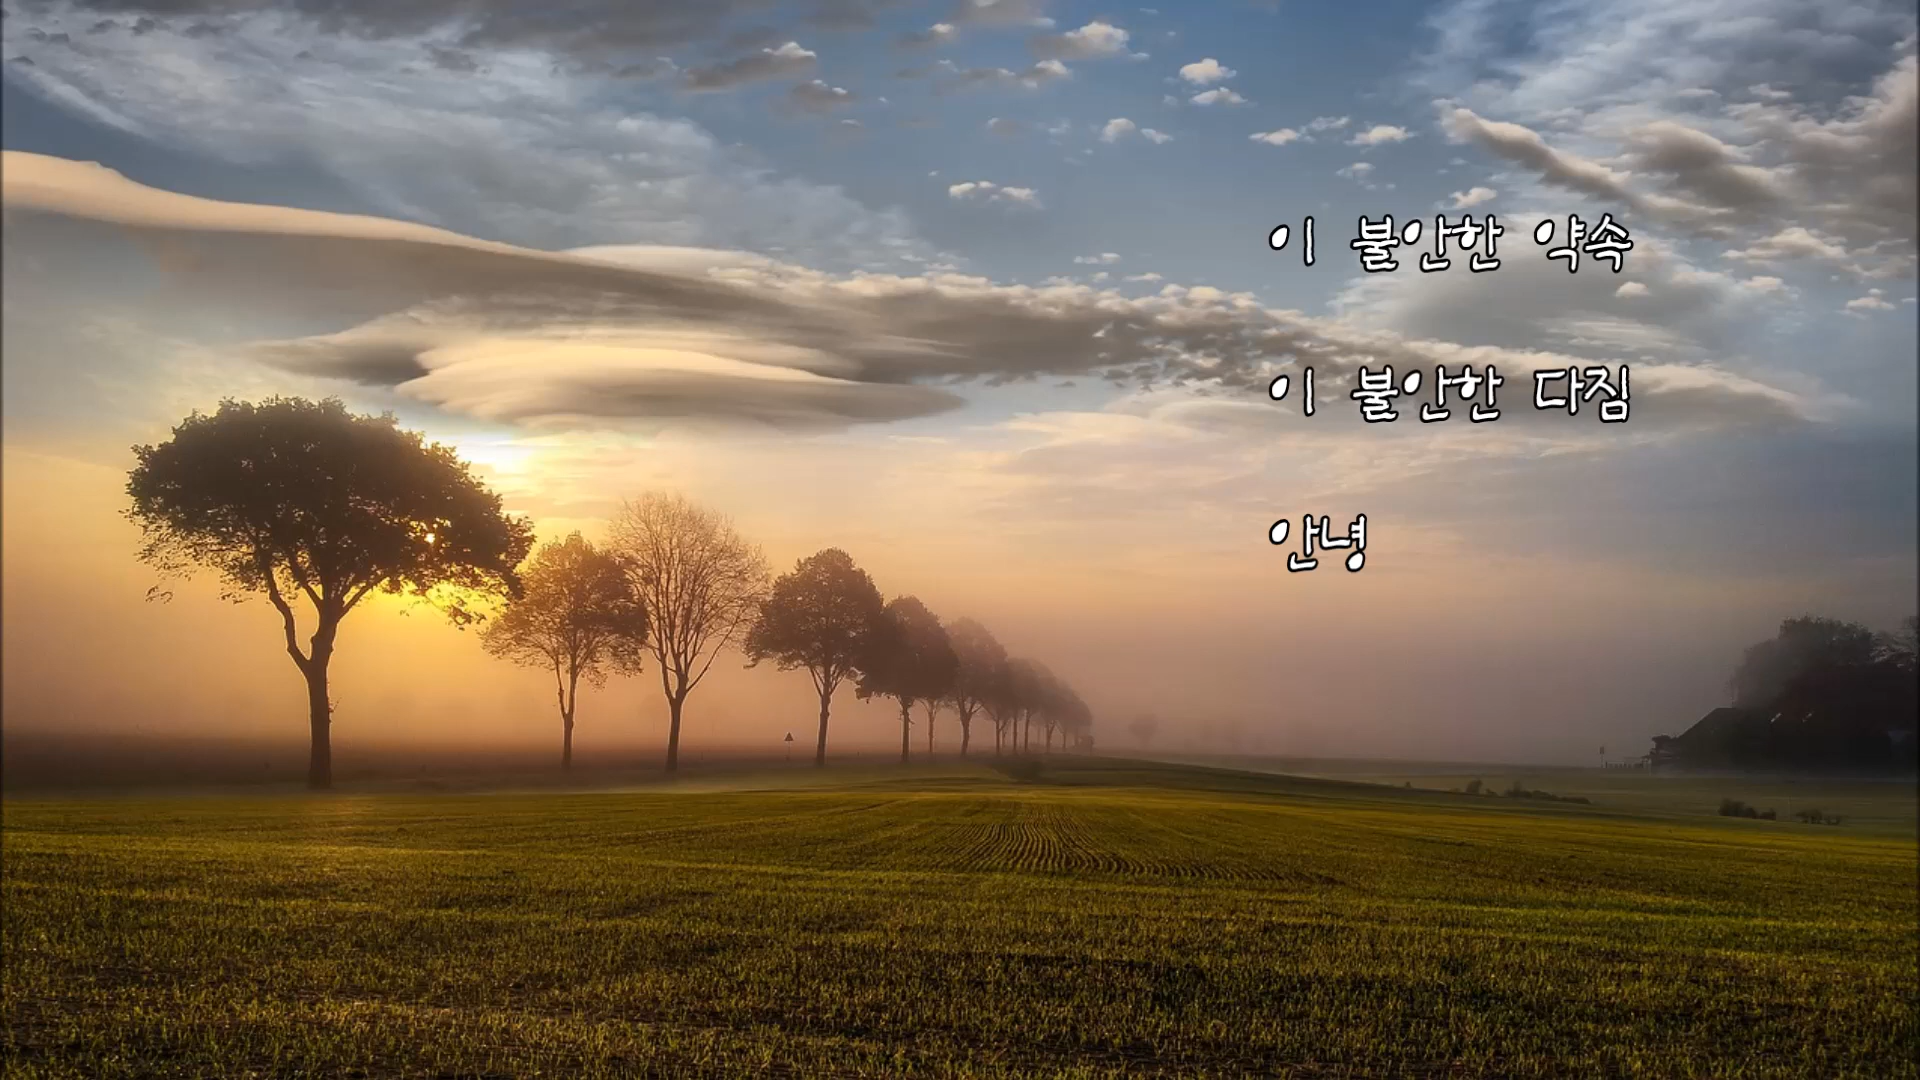 이 불안한 약속
이 불안한 다짐
안녕